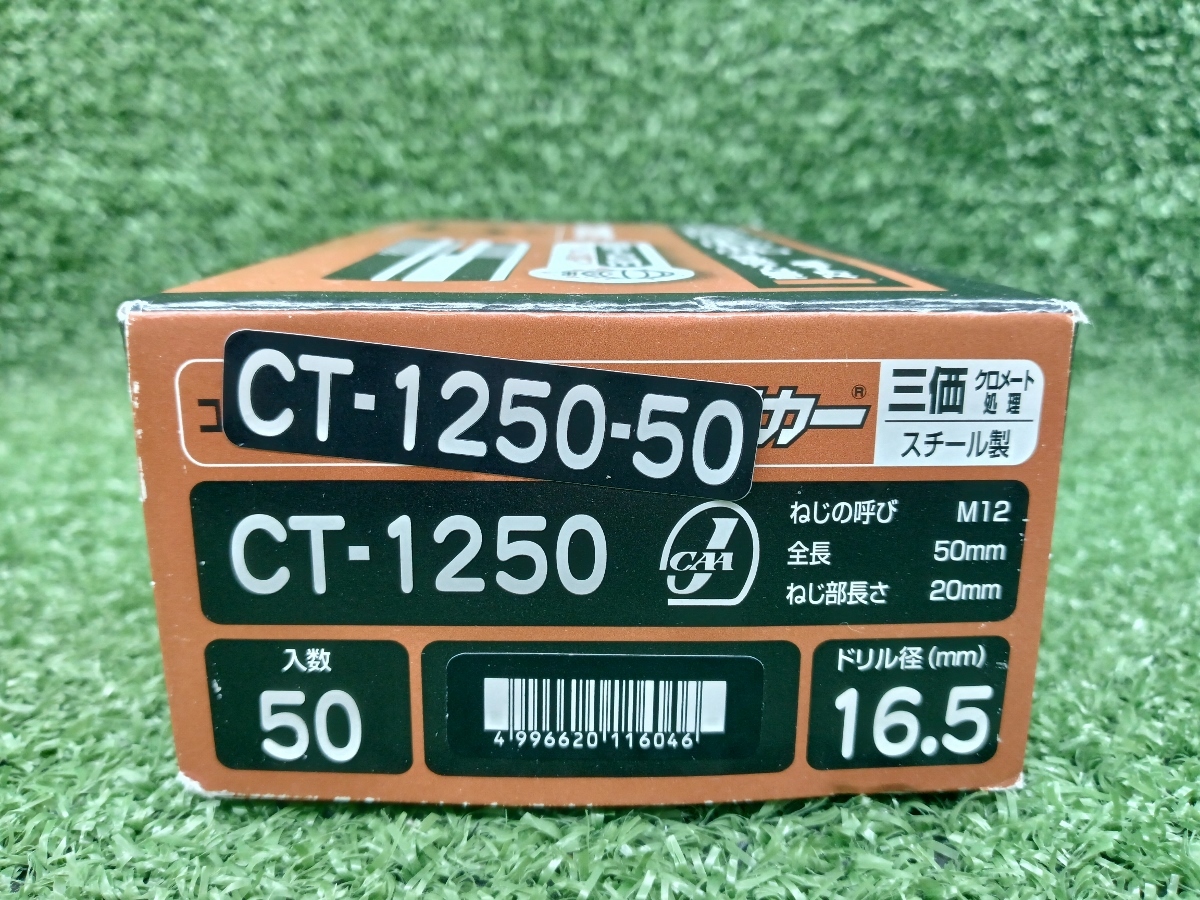 CT-1250-50
コ
カー®
三価 クロメート
処理
スチール製
CT-1250
JCAA
ねじの呼び M12
全長 50mm
ねじ部長さ 20mm
入数
50
4 996620 116046
ドリル径(mm)
16.5